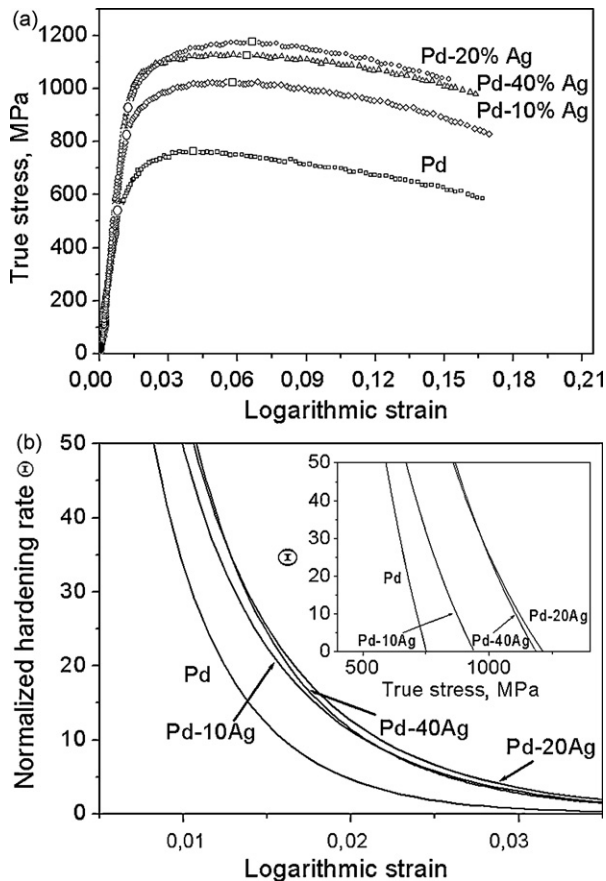 (a)
1200
1000
800
600
400
200
0
True stress, MPa
Pd-20% Ag
Pd-40% Ag
Pd-10% Ag
Pd
0,00 0,03 0,06 0,09 0,12 0,15 0,18 0,21
Logarithmic strain
(b)
50
40
30
20
10
0
Normalized hardening rate Θ
50
40
30
20
10
0
Θ
Pd
Pd-10Ag
Pd-40Ag
Pd-20Ag
500 1000
True stress, MPa
Pd
Pd-10Ag
Pd-40Ag
Pd-20Ag
0,01 0,02 0,03
Logarithmic strain